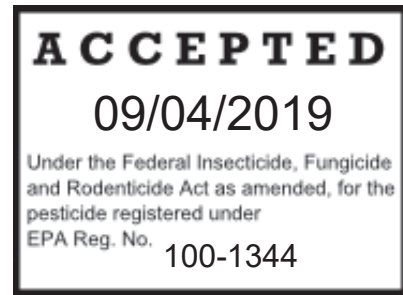 ACCEPTED
09/04/2019
Under the Federal Insecticide, Fungicide
and Rodenticide Act as amended, for the
pesticide registered under
EPA Reg. No. 100-1344